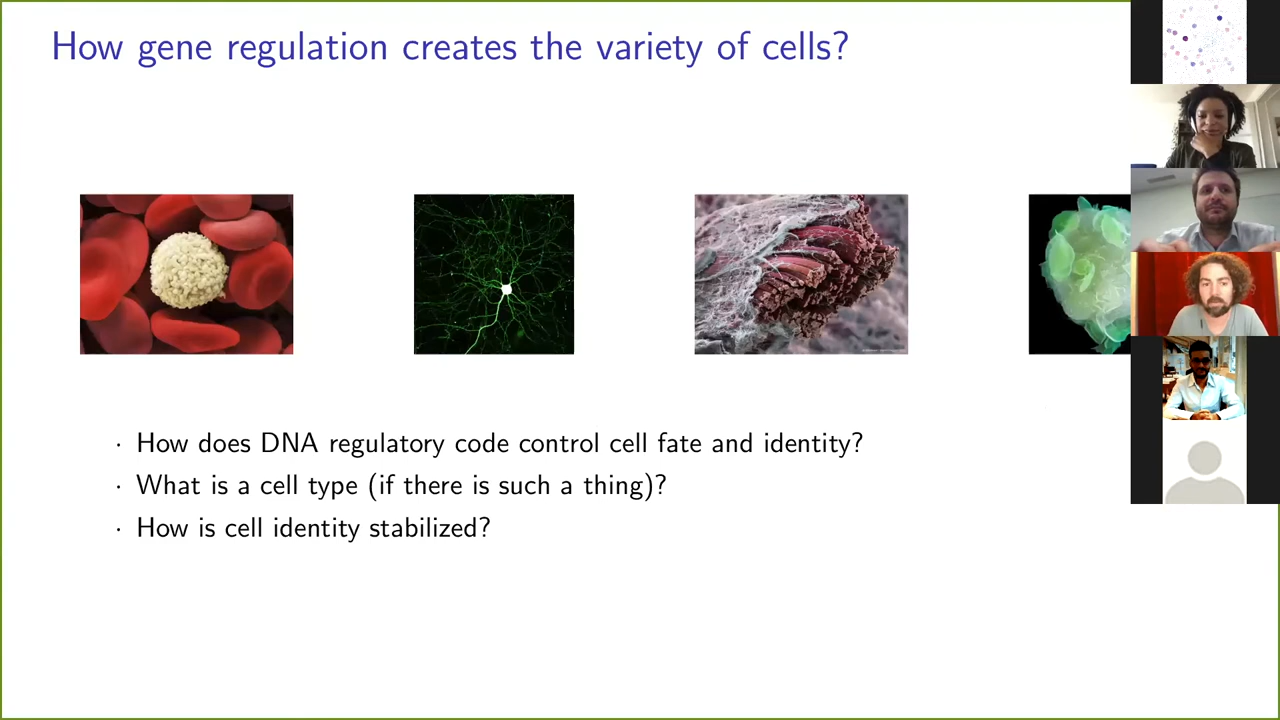 How gene regulation creates the variety of cells?
· How does DNA regulatory code control cell fate and identity?
· What is a cell type (if there is such a thing)?
· How is cell identity stabilized?